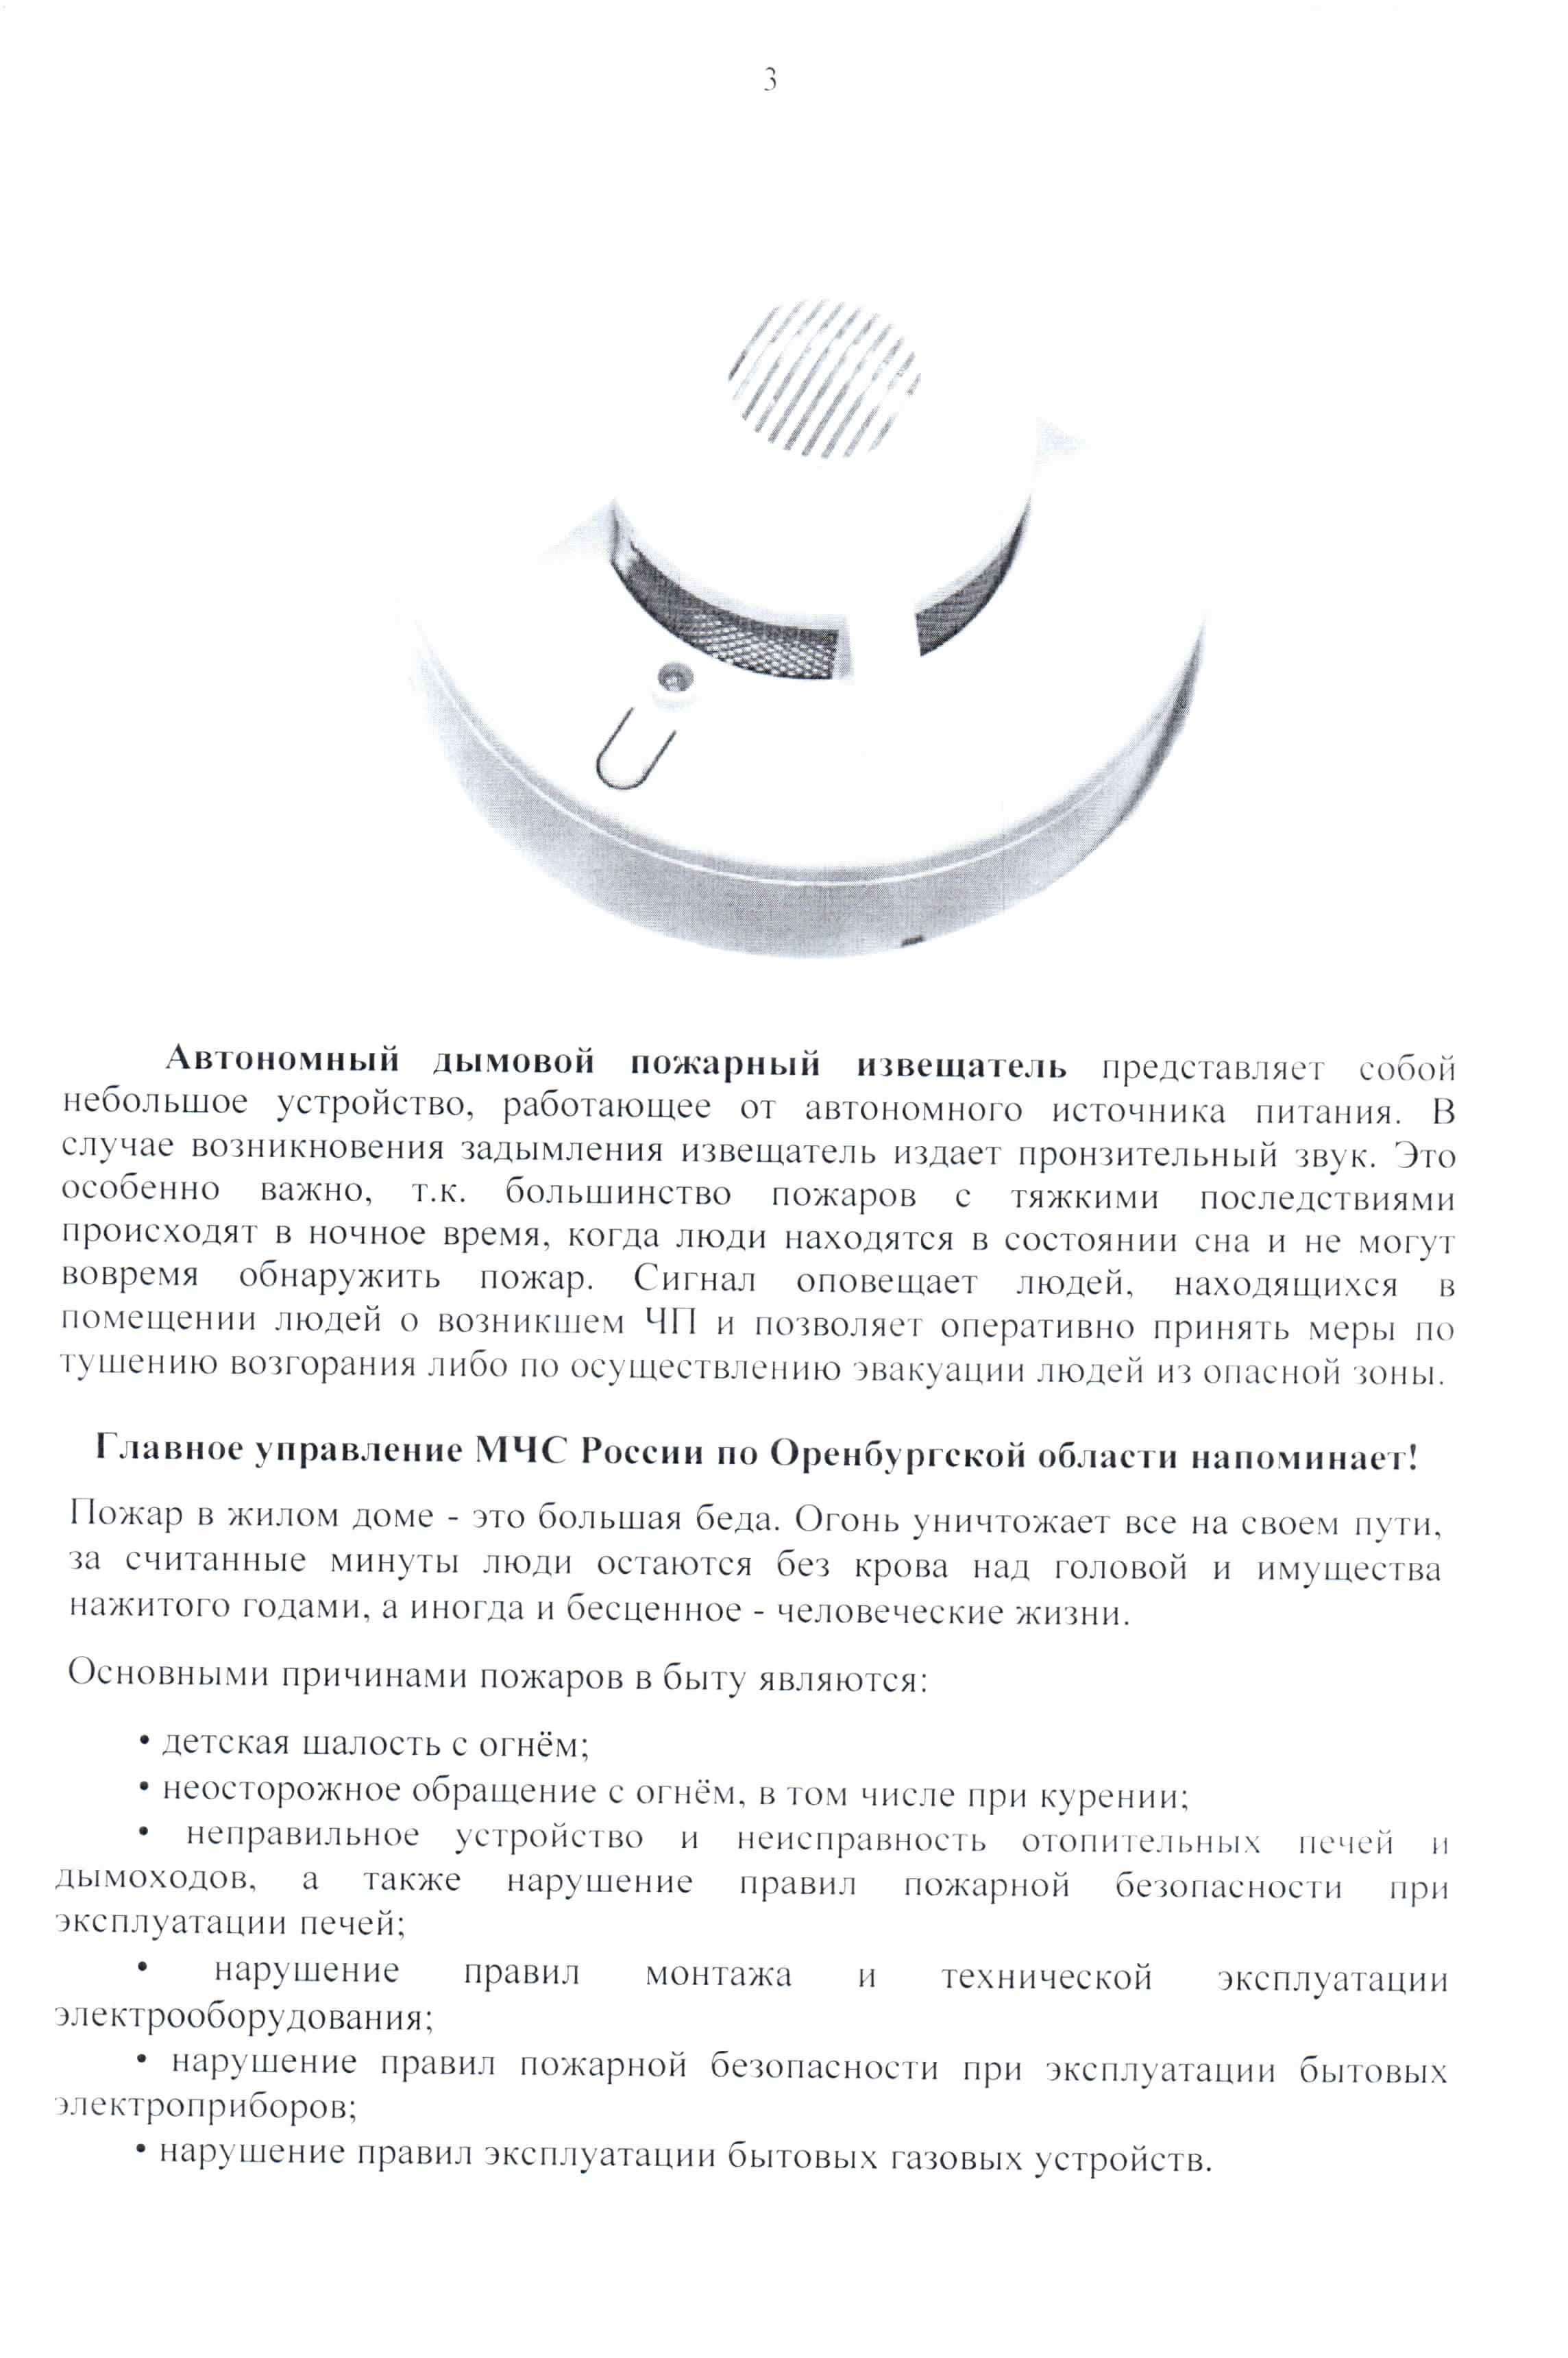 3
Автономный дымовой пожарный извещатель представляет собой
небольшое устройство, работающее от автономного источника питания. В
случае возникновения задымления извещатель издает пронзительный звук. Это
особенно важно, т.к. большинство пожаров с тяжкими последствиями
происходят в ночное время, когда люди находятся в состоянии сна и не могут
вовремя обнаружить пожар. Сигнал оповещает людей, находящихся в
помещении людей о возникшем ЧП и позволяет оперативно принять меры по
тушению возгорания либо по осуществлению эвакуации людей из опасной зоны.
Главное управление МЧС России по Оренбургской области напоминает!
Пожар в жилом доме - это большая беда. Огонь уничтожает все на своем пути,
за считанные минуты люди остаются без крова над головой и имущества
нажитого годами, а иногда и бесценное - человеческие жизни.
Основными причинами пожаров в быту являются:
• детская шалость с огнём;
• неосторожное обращение с огнём, в том числе при курении;
• неправильное устройство и неисправность отопительных печей и
дымоходов, а также нарушение правил пожарной безопасности при
эксплуатации печей;
• нарушение правил монтажа и технической эксплуатации
электрооборудования;
• нарушение правил пожарной безопасности при эксплуатации бытовых
электроприборов;
• нарушение правил эксплуатации бытовых газовых устройств.